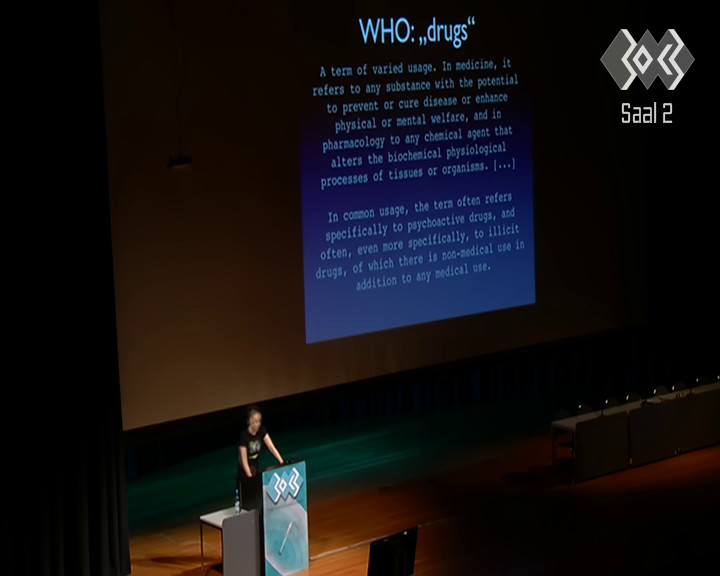 WHO: „drugs“
A term of varied usage. In medicine, it
refers to any substance with the potential
to prevent or cure disease or enhance
physical or mental welfare, and in
pharmacology to any chemical agent that
alters the biochemical physiological
processes of tissues or organisms. [...]
In common usage, the term often refers
specifically to psychoactive drugs, and
often, even more specifically, to illicit
drugs, of which there is non-medical use in
addition to any medical use.
30C3
Saal 2
30C3